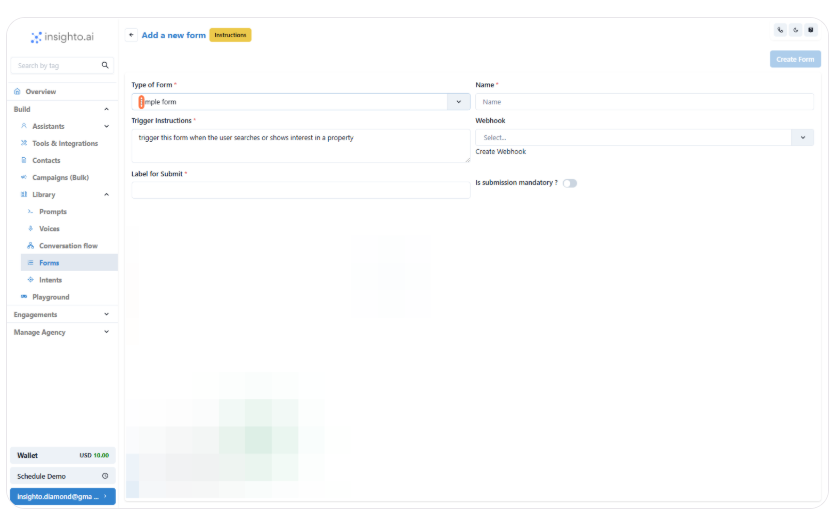 insighto.ai
Search by tag
Overview
Build
Assistants
Tools & Integrations
Contacts
Campaigns (Bulk)
Library
Prompts
Voices
Conversation flow
Forms
Intents
Playground
Engagements
Manage Agency
Wallet USD 10.00
Schedule Demo
insighto.diamond@gma ...
Add a new form Instructions
Create Form
Type of Form *
mple form
Name *
Name
Trigger Instructions *
trigger this form when the user searches or shows interest in a property
Webhook
Select...
Create Webhook
Label for Submit *
Is submission mandatory ?